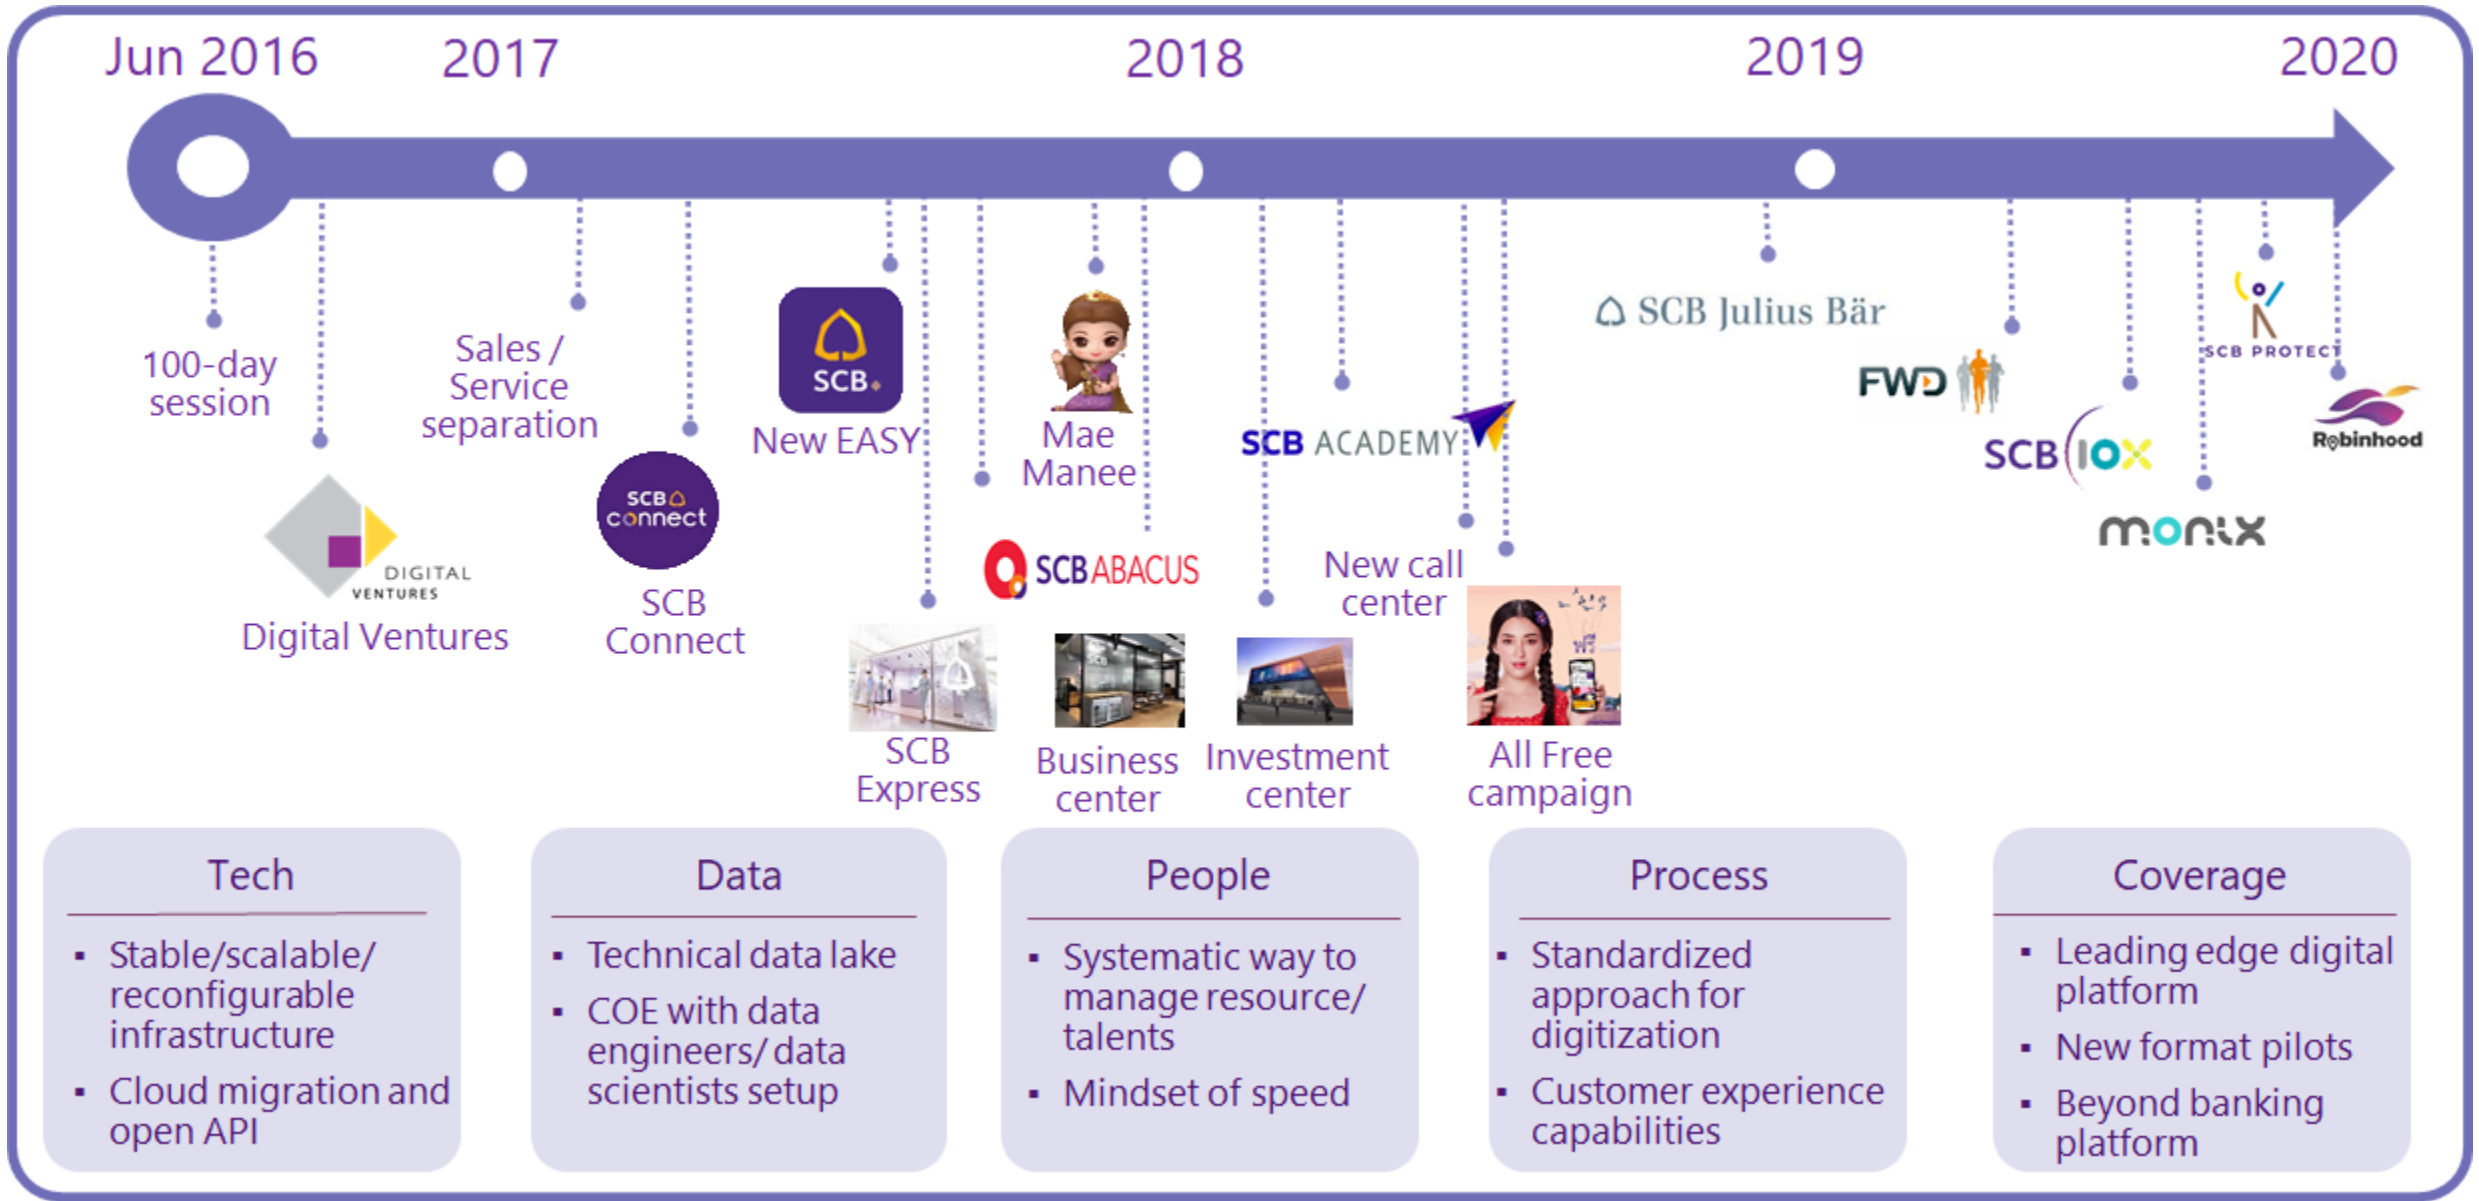 Jun 2016
2017
2018
2019
2020
100-day
session
DIGITAL
VENTURES
Digital Ventures
Sales /
Service
separation
SCB
connect
SCB
Connect
SCB
New EASY
SCB
Express
Mae
Manee
SCB ABACUS
SCB
Business
center
SCB ACADEMY
Investment
center
New call
center
All Free
campaign
SCB Julius Bär
FWD
SCB 10X
monix
SCB PROTECT
Robinhood
Tech
▪ Stable/scalable/
reconfigurable
infrastructure
▪ Cloud migration and
open API
Data
▪ Technical data lake
▪ COE with data
engineers/ data
scientists setup
People
▪ Systematic way to
manage resource/
talents
▪ Mindset of speed
Process
▪ Standardized
approach for
digitization
▪ Customer experience
capabilities
Coverage
▪ Leading edge digital
platform
▪ New format pilots
▪ Beyond banking
platform